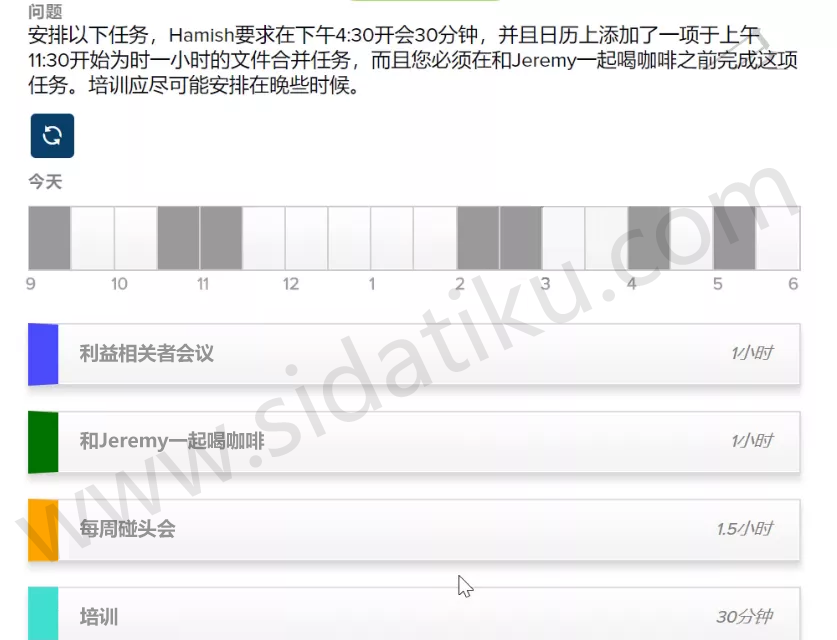 问题
安排以下任务，Hamish要求在下午4:30开会30分钟，并且日历上添加了一项于上午
11:30开始为时一小时的文件合并任务，而且您必须在和Jeremy一起喝咖啡之前完成这项
任务。培训应尽可能安排在晚些时候。
今天
9 10 11 12 1 2 3 4 5 6
利益相关者会议 1小时
和Jeremy一起喝咖啡 1小时
每周碰头会 1.5小时
培训 30分钟
www.sidatiku.com